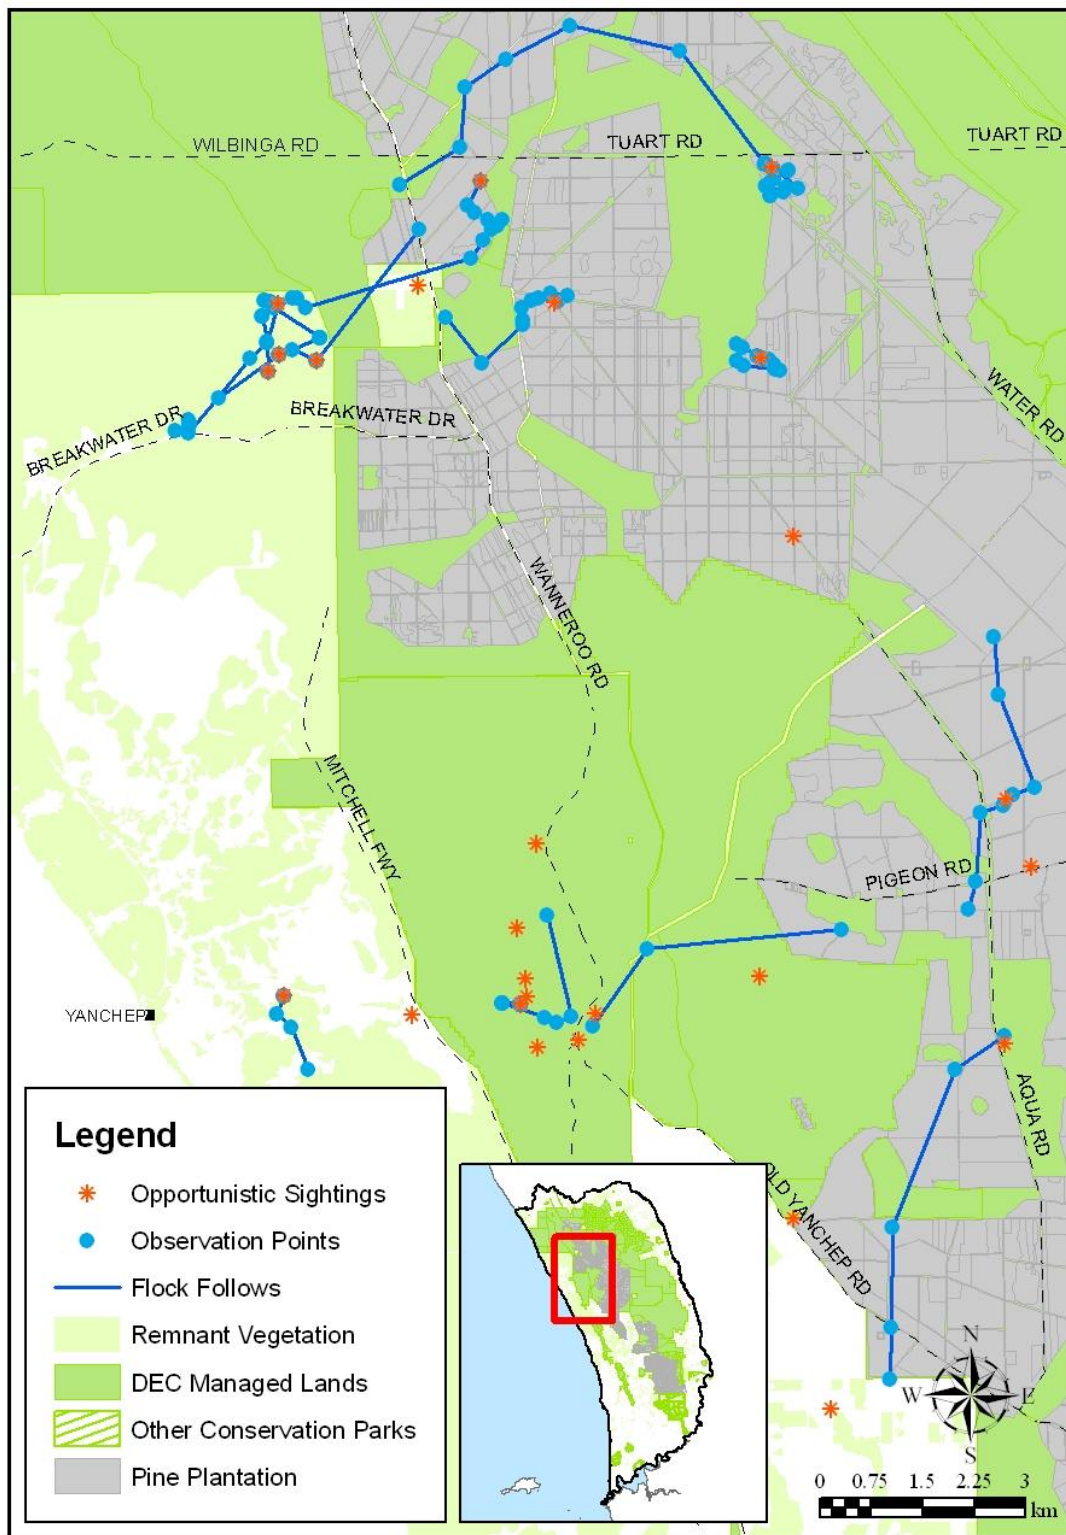 WILBINGA RD
TUART RD
TUART RD
WATER RD
BREAKWATER DR
BREAKWATER DR
WANNEROO RD
MITCHELL FWY
PIGEON RD
YANCHEP
AQUA RD
OLD YANCHEP RD
Legend
Opportunistic Sightings
Observation Points
Flock Follows
Remnant Vegetation
DEC Managed Lands
Other Conservation Parks
Pine Plantation
N
W E
S
0 0.75 1.5 2.25 3
km